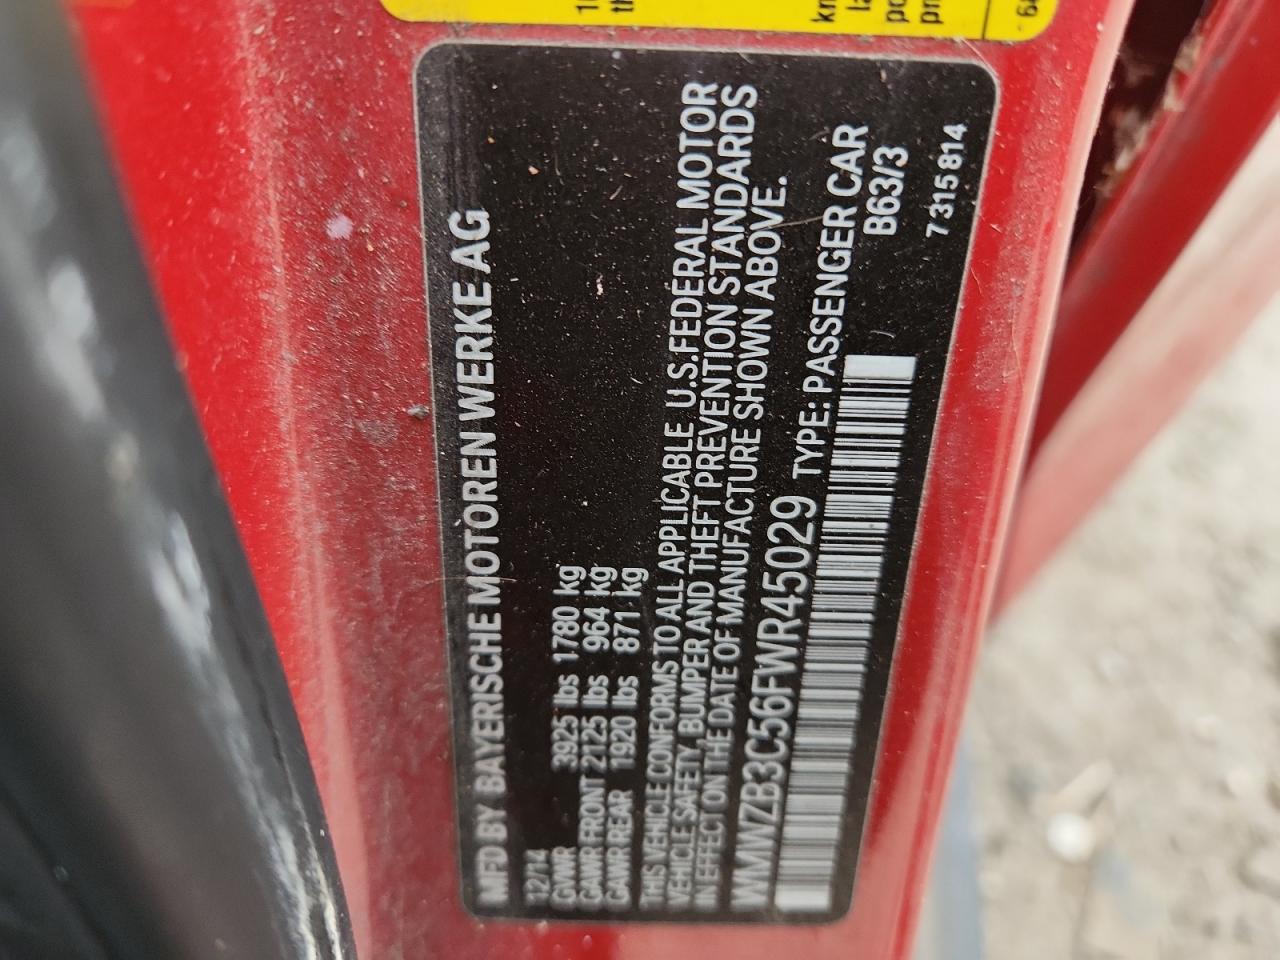 MFD BY BAYERISCHE MOTOREN WERKE AG
12/14
GVWR 3925 lbs 1780 kg
GAWR FRONT 2125 lbs 964 kg
GAWR REAR 1920 lbs 871 kg
THIS VEHICLE CONFORMS TO ALL APPLICABLE U.S.FEDERAL MOTOR
VEHICLE SAFETY, BUMPER AND THEFT PREVENTION STANDARDS
IN EFFECT ON THE DATE OF MANUFACTURE SHOWN ABOVE.
WMWZB3C56FWR45029 TYPE: PASSENGER CAR
B63/3
7 315 814